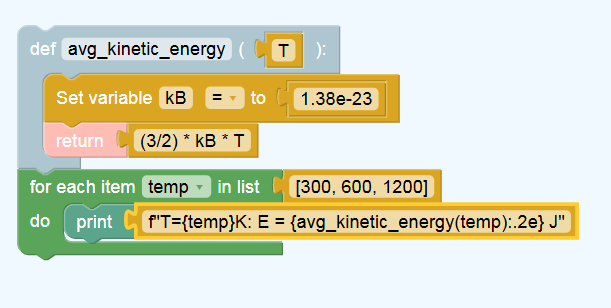 def avg_kinetic_energy ( T ):
Set variable kB = to 1.38e-23
return (3/2) * kB * T
for each item temp in list [300, 600, 1200]
do print f"T={temp}K: E = {avg_kinetic_energy(temp):.2e} J"